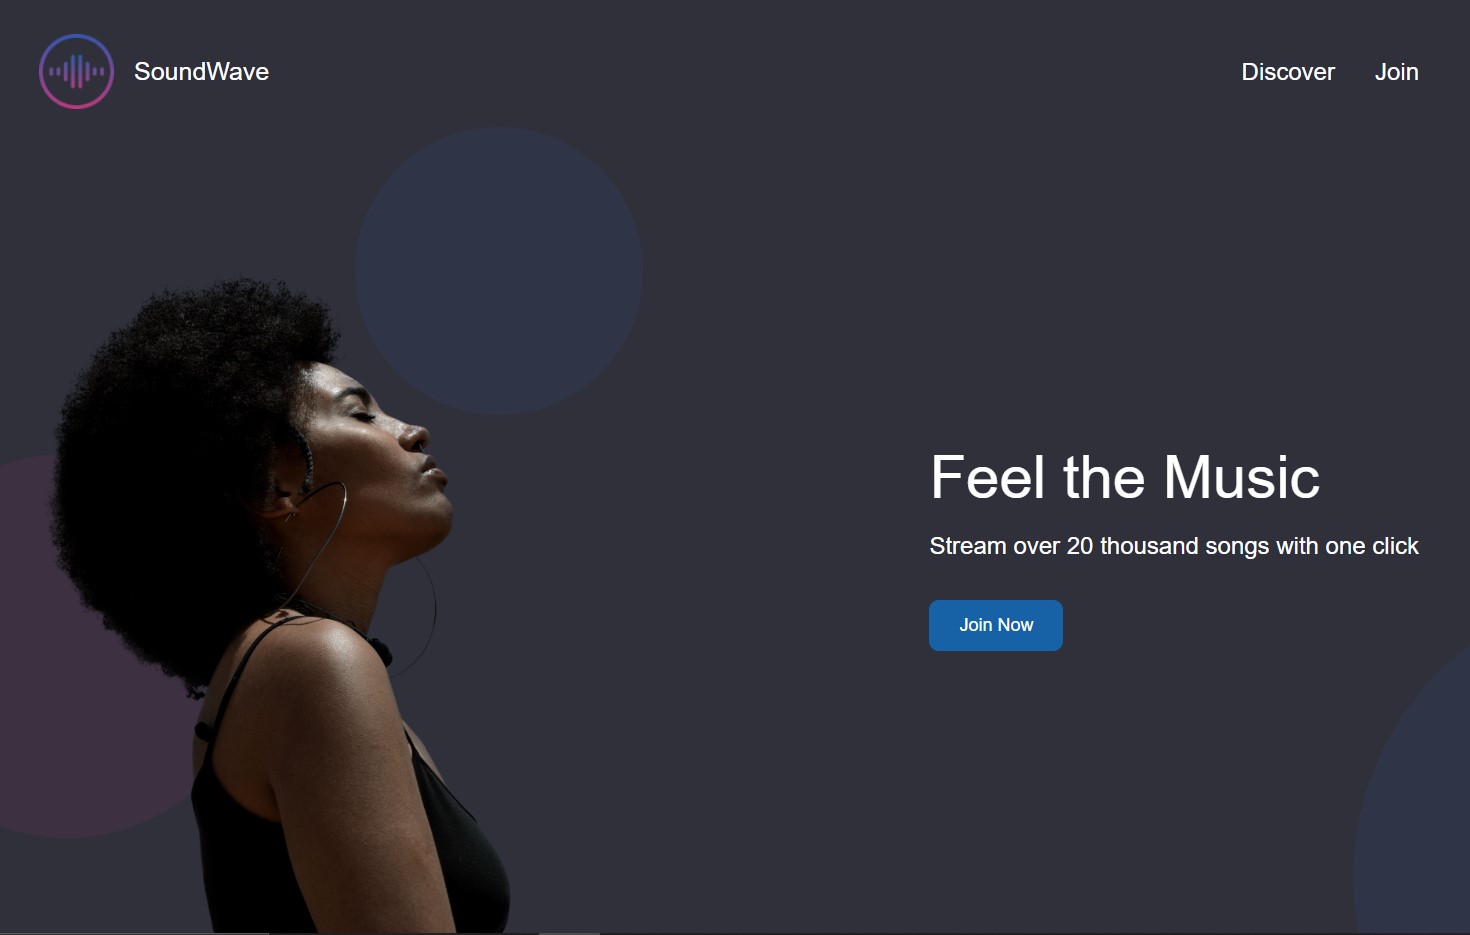 SoundWave
Discover
Join
Feel the Music
Stream over 20 thousand songs with one click
Join Now